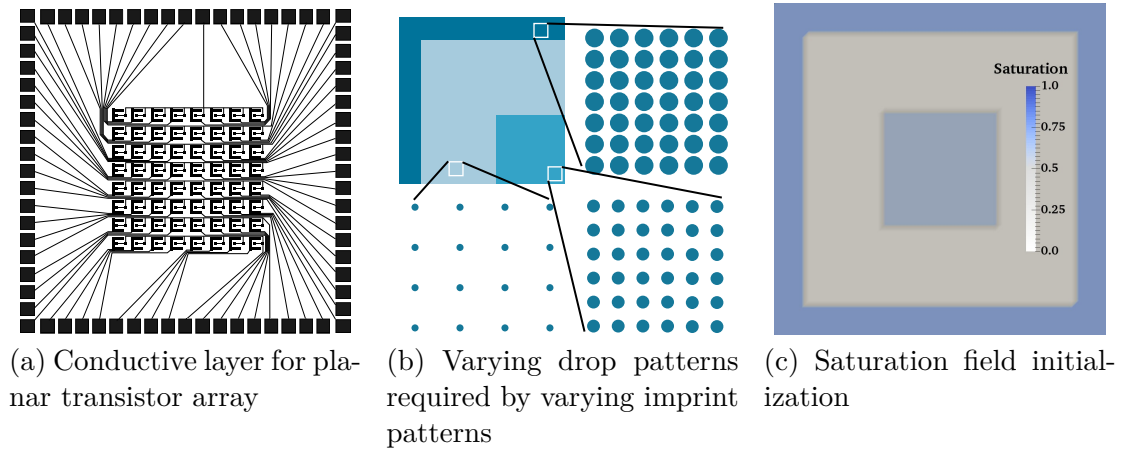 Saturation
1.0
0.75
0.5
0.25
0.0
(a) Conductive layer for pla-
nar transistor array
(b) Varying drop patterns
required by varying imprint
patterns
(c) Saturation field initial-
ization